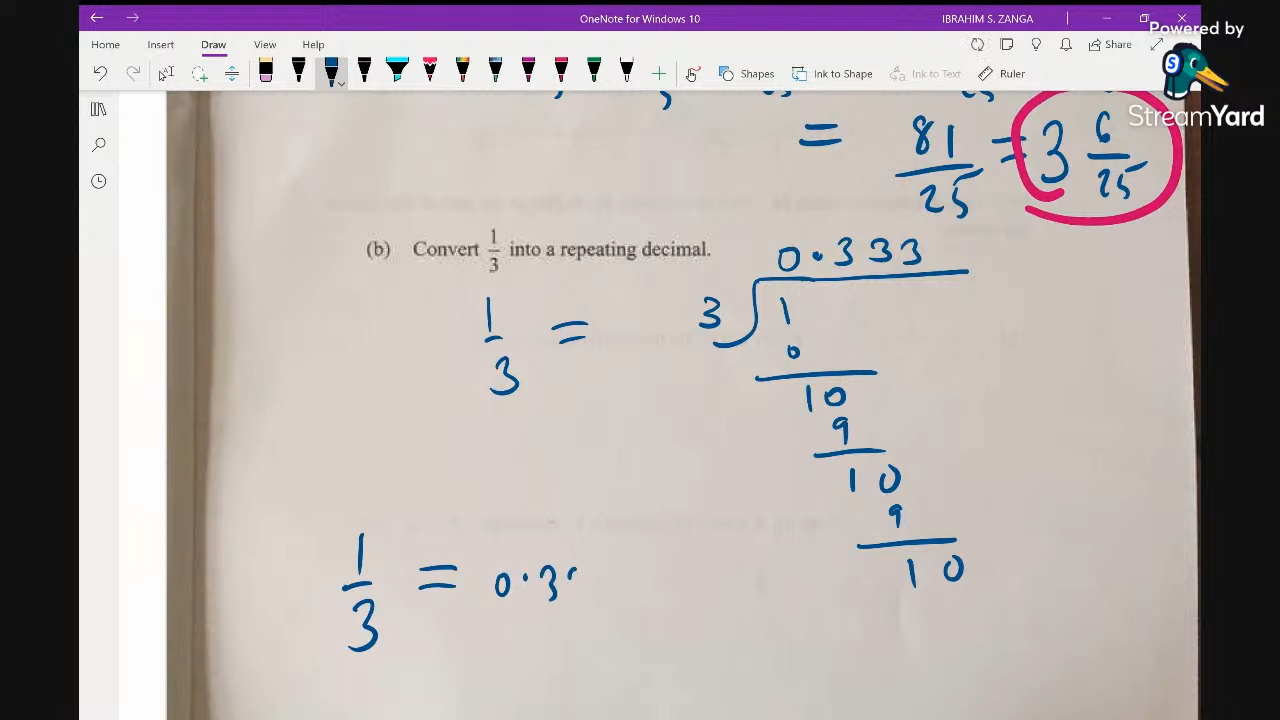 OneNote for Windows 10
IBRAHIM S. ZANGA
Powered by
StreamYard
Home Insert Draw View Help
Share
Shapes Ink to Shape Ink to Text Ruler
= 81/25 = 3 6/25
(b) Convert 1/3 into a repeating decimal.
0.333
1/3 = 3 1
0
10
9
10
9
10
1/3 = 0.3